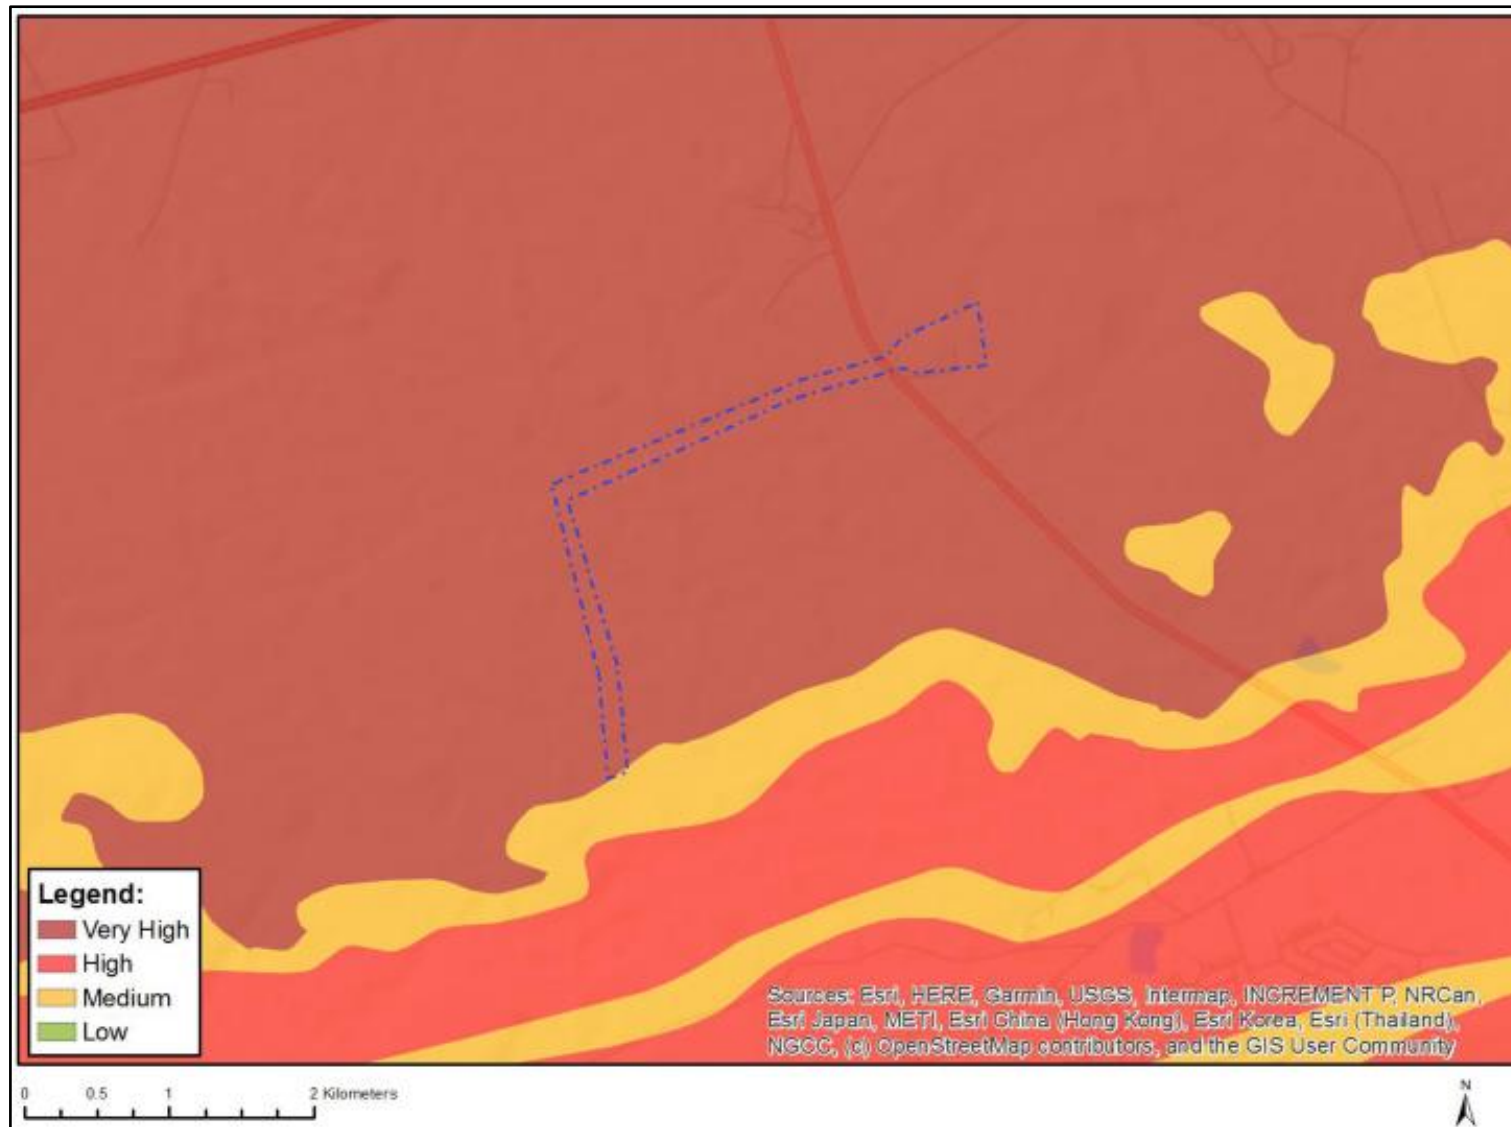 Legend:
Very High
High
Medium
Low
Sources: Esri, HERE, Garmin, USGS, Intermap, INCREMENT P, NRCan,
Esri Japan, METI, Esri China (Hong Kong), Esri Korea, Esri (Thailand),
NGCC, (c) OpenStreetMap contributors, and the GIS User Community
0 0.5 1 2 Kilometers
N